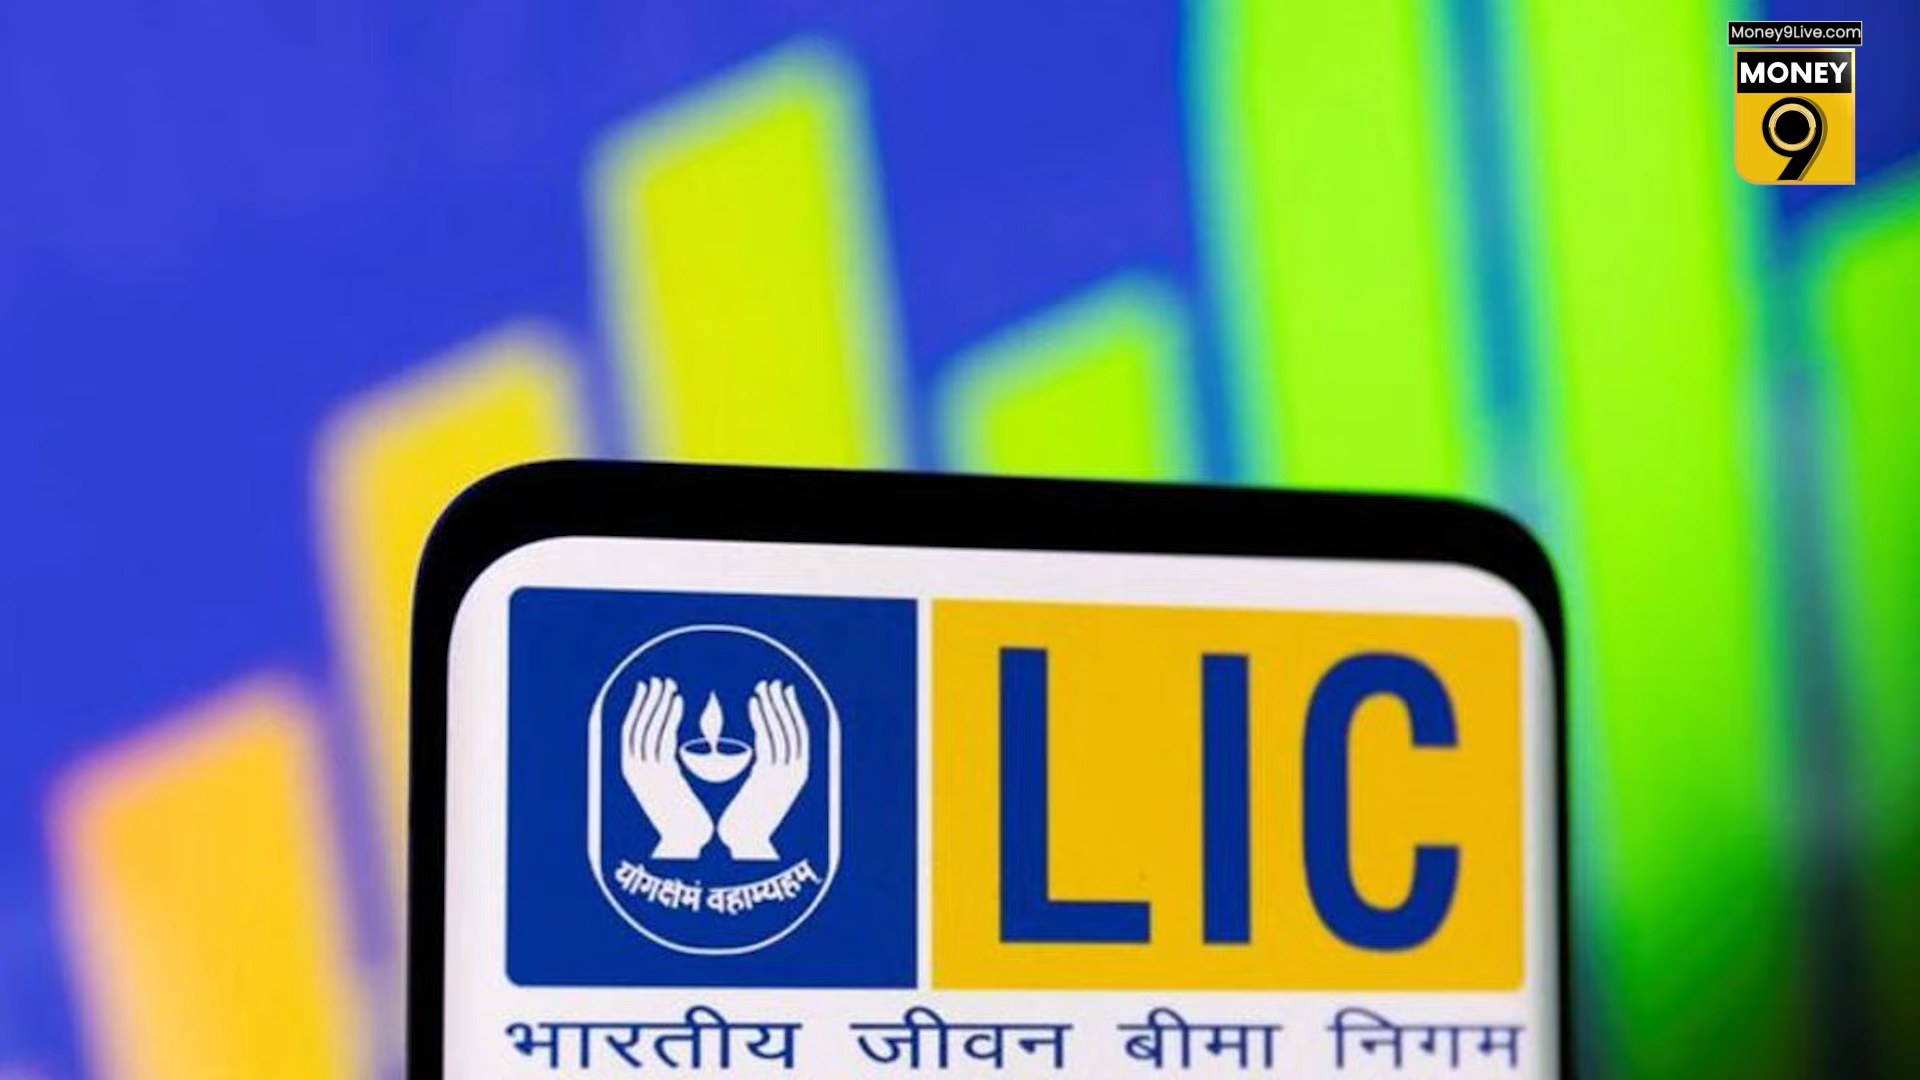 Money9Live.com
MONEY
9
LIC
योगक्षेमं वहाम्यहम्
भारतीय जीवन बीमा निगम